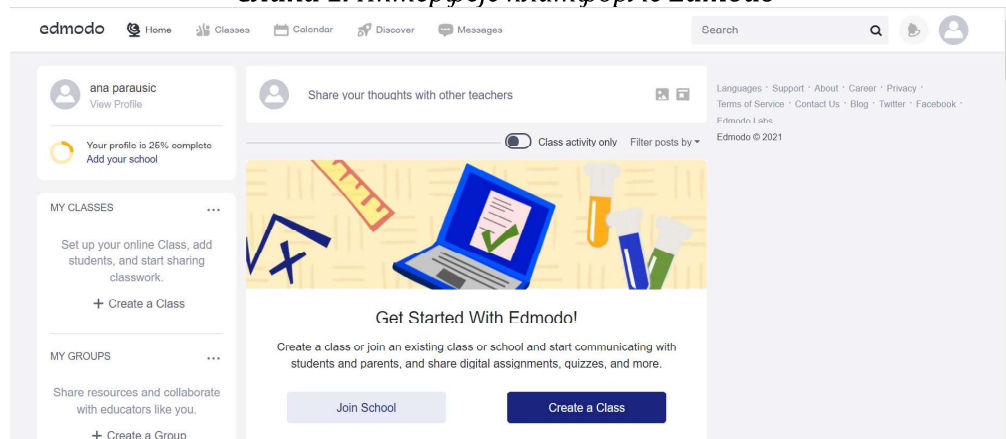 Слика 1. Интерфејс платформе Edmodo
edmodo Home Classes Calendar Discover Messages Search
ana parausic
View Profile
Your profile is 25% complete
Add your school
MY CLASSES ...
Set up your online Class, add
students, and start sharing
classwork.
+ Create a Class
MY GROUPS ...
Share resources and collaborate
with educators like you.
+ Create a Group
Share your thoughts with other teachers
Class activity only Filter posts by
Get Started With Edmodo!
Create a class or join an existing class or school and start communicating with
students and parents, and share digital assignments, quizzes, and more.
Join School Create a Class
Languages · Support · About · Career · Privacy ·
Terms of Service · Contact Us · Blog · Twitter · Facebook ·
Edmodo Labs
Edmodo © 2021